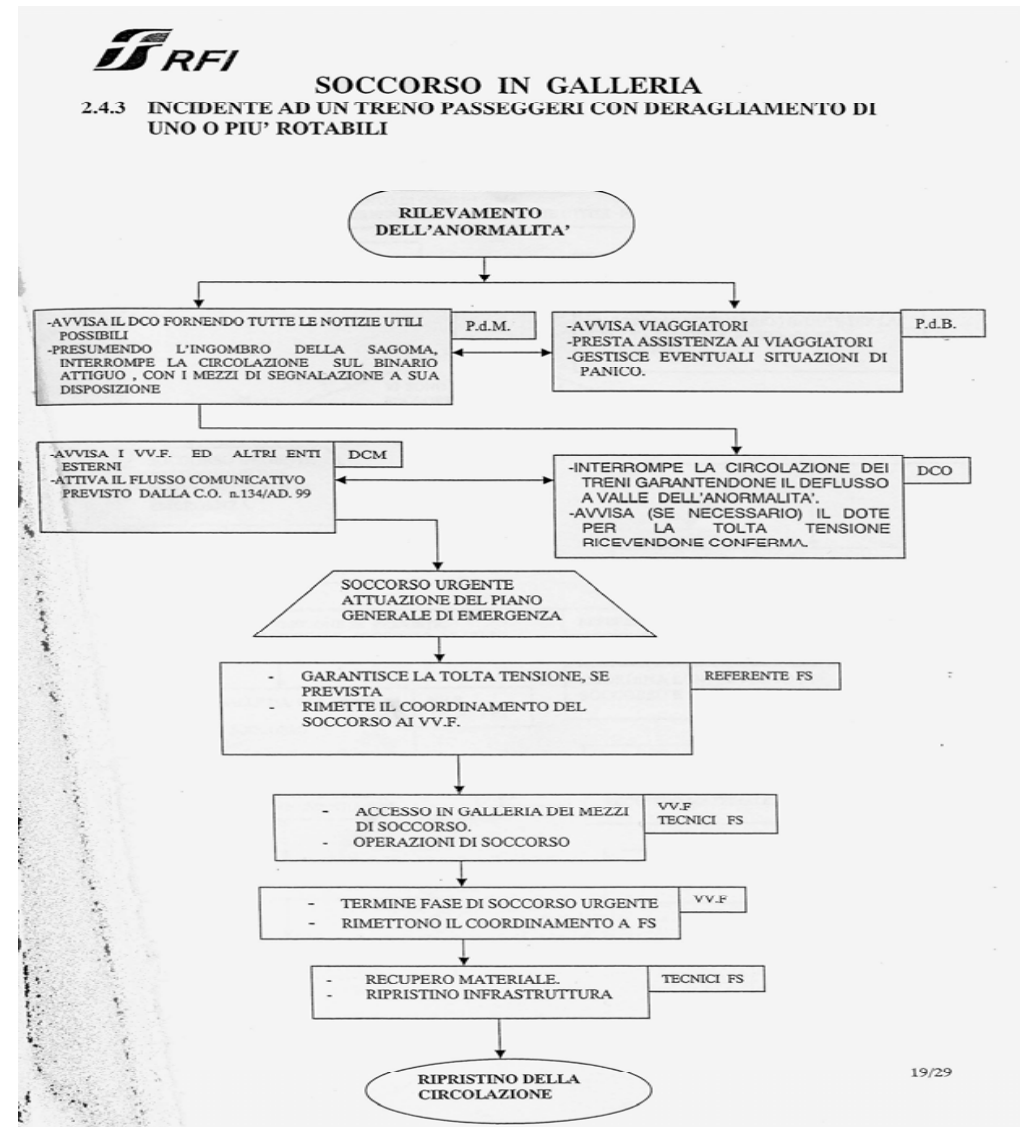 RFI
SOCCORSO IN GALLERIA
2.4.3 INCIDENTE AD UN TRENO PASSEGGERI CON DERAGLIAMENTO DI
UNO O PIU' ROTABILI
RILEVAMENTO
DELL'ANORMALITA'
-AVVISA IL DCO FORNENDO TUTTE LE NOTIZIE UTILI
POSSIBILI
-PRESUMENDO L'INGOMBRO DELLA SAGOMA,
INTERROMPE LA CIRCOLAZIONE SUL BINARIO
ATTIGUO , CON I MEZZI DI SEGNALAZIONE A SUA
DISPOSIZIONE
P.d.M.
-AVVISA VIAGGIATORI
-PRESTA ASSISTENZA AI VIAGGIATORI
-GESTISCE EVENTUALI SITUAZIONI DI
PANICO.
P.d.B.
-AVVISA I VV.F. ED ALTRI ENTI
ESTERNI
-ATTIVA IL FLUSSO COMUNICATIVO
PREVISTO DALLA C.O. n.134/AD. 99
DCM
-INTERROMPE LA CIRCOLAZIONE DEI
TRENI GARANTENDONE IL DEFLUSSO
A VALLE DELL'ANORMALITA'.
-AVVISA (SE NECESSARIO) IL DOTE
PER LA TOLTA TENSIONE
RICEVENDONE CONFERMA.
DCO
SOCCORSO URGENTE
ATTUAZIONE DEL PIANO
GENERALE DI EMERGENZA
- GARANTISCE LA TOLTA TENSIONE, SE
PREVISTA
- RIMETTE IL COORDINAMENTO DEL
SOCCORSO AI VV.F.
REFERENTE FS
- ACCESSO IN GALLERIA DEI MEZZI
DI SOCCORSO.
- OPERAZIONI DI SOCCORSO
VV.F
TECNICI FS
- TERMINE FASE DI SOCCORSO URGENTE
- RIMETTONO IL COORDINAMENTO A FS
VV.F
- RECUPERO MATERIALE.
- RIPRISTINO INFRASTRUTTURA
TECNICI FS
RIPRISTINO DELLA
CIRCOLAZIONE
19/29